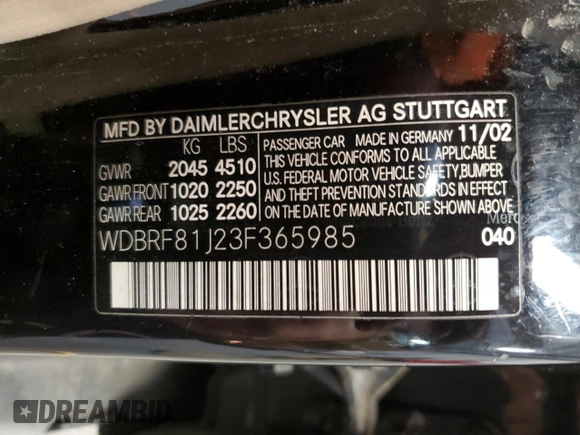 MFD BY DAIMLERCHRYSLER AG STUTTGART
KG LBS
GVWR 2045 4510
GAWR FRONT 1020 2250
GAWR REAR 1025 2260
PASSENGER CAR MADE IN GERMANY 11/02
THIS VEHICLE CONFORMS TO ALL APPLICABLE
U.S. FEDERAL MOTOR VEHICLE SAFETY,BUMPER
AND THEFT PREVENTION STANDARDS IN EFFECT
ON THE DATE OF MANUFACTURE SHOWN ABOVE
WDBRF81J23F365985
040
DREAMBID